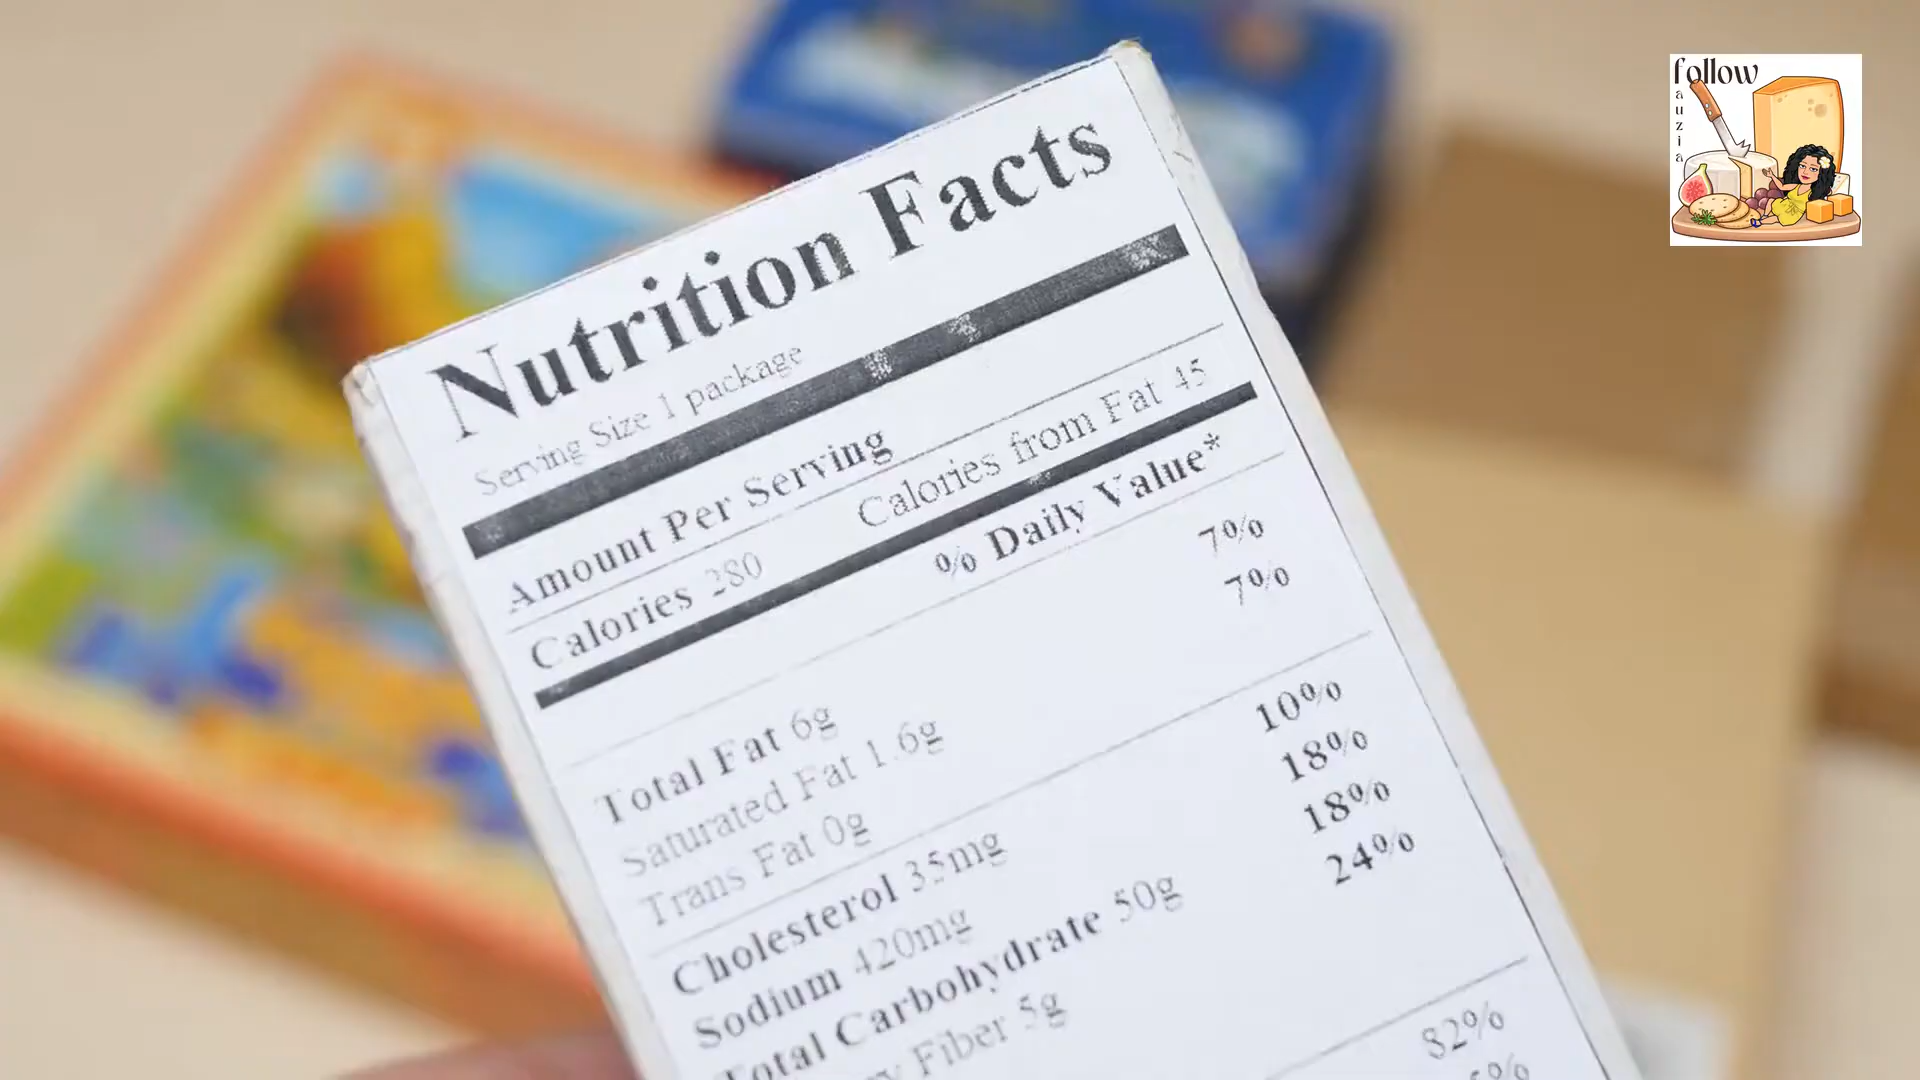 Nutrition Facts
Serving Size 1 package
Amount Per Serving
Calories 280 Calories from Fat 45
% Daily Value*
Total Fat 6g 7%
Saturated Fat 1.6g 7%
Trans Fat 0g
Cholesterol 35mg 10%
Sodium 420mg 18%
Total Carbohydrate 50g 18%
Fiber 5g 24%
82%
follow
auzia